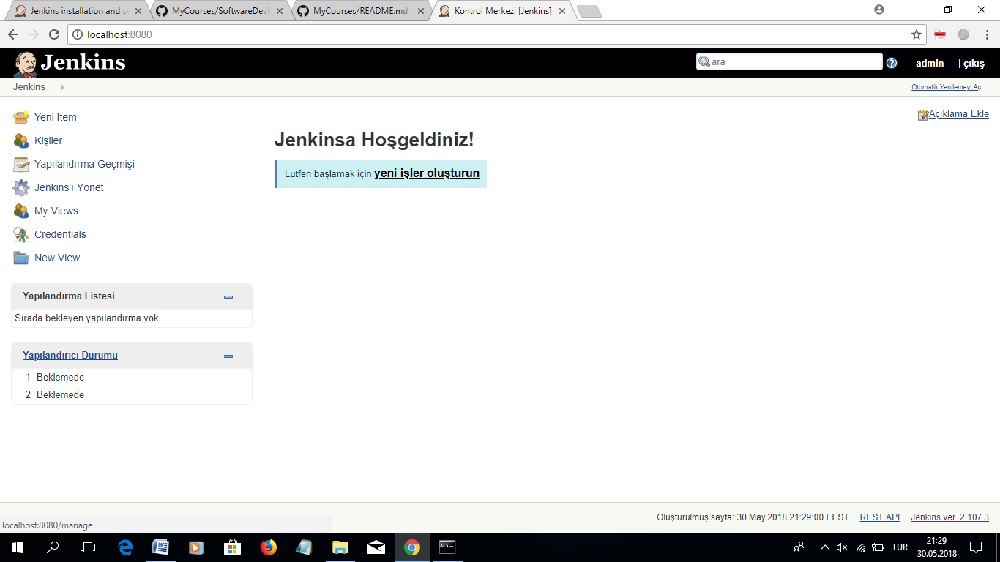 Jenkins installation and se
MyCourses/SoftwareDevE
MyCourses/README.md
Kontrol Merkezi [Jenkins]
localhost:8080
Jenkins
ara
admin
| çıkış
Jenkins
Otomatik Yenilemeyi Aç
Yeni Item
Kişiler
Yapılandırma Geçmişi
Jenkins'ı Yönet
My Views
Credentials
New View
Açıklama Ekle
Jenkinsa Hoşgeldiniz!
Lütfen başlamak için yeni işler oluşturun
Yapılandırma Listesi
Sırada bekleyen yapılandırma yok.
Yapılandırıcı Durumu
1 Beklemede
2 Beklemede
Oluşturulmuş sayfa: 30.May.2018 21:29:00 EEST REST API Jenkins ver. 2.107.3
localhost:8080/manage
TUR
21:29
30.05.2018